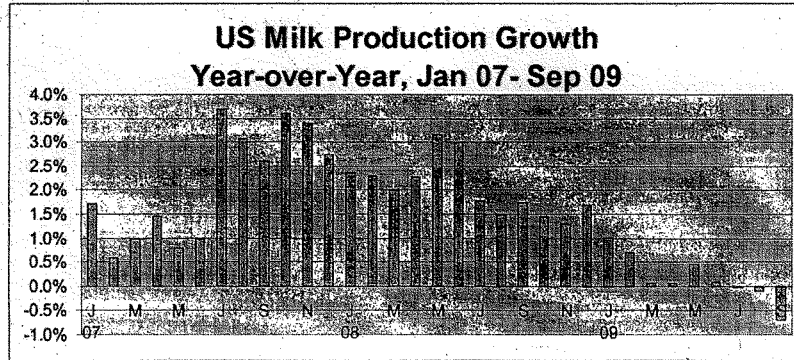 US Milk Production Growth
Year-over-Year, Jan 07- Sep 09
4.0%
3.5%
3.0%
2.5%
2.0%
1.5%
1.0%
0.5%
0.0%
-0.5%
-1.0%
J M M J S N J M M J S N J M M J S
07 08 09